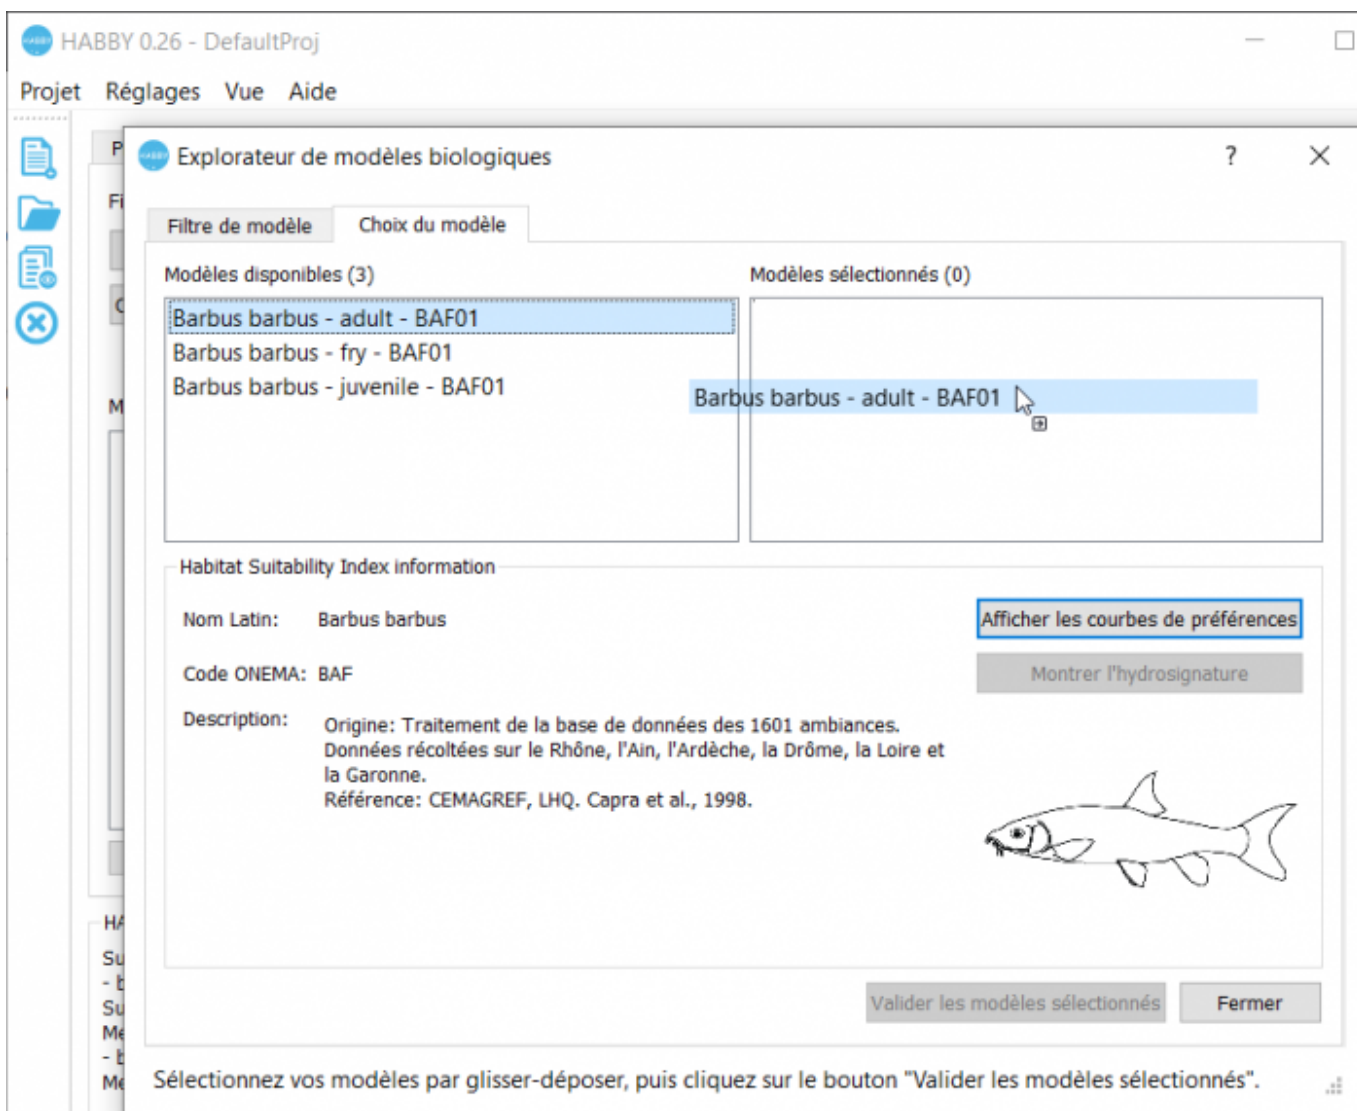 HABBY 0.26 - DefaultProj
Projet Réglages Vue Aide
HABBY Explorateur de modèles biologiques ?
Filtre de modèle Choix du modèle
Modèles disponibles (3) Modèles sélectionnés (0)
Barbus barbus - adult - BAF01
Barbus barbus - fry - BAF01
Barbus barbus - juvenile - BAF01
Barbus barbus - adult - BAF01
Habitat Suitability Index information
Nom Latin: Barbus barbus
Afficher les courbes de préférences
Code ONEMA: BAF
Montrer l'hydrosignature
Description: Origine: Traitement de la base de données des 1601 ambiances.
Données récoltées sur le Rhône, l'Ain, l'Ardèche, la Drôme, la Loire et
la Garonne.
Référence: CEMAGREF, LHQ. Capra et al., 1998.
Valider les modèles sélectionnés Fermer
Sélectionnez vos modèles par glisser-déposer, puis cliquez sur le bouton "Valider les modèles sélectionnés".